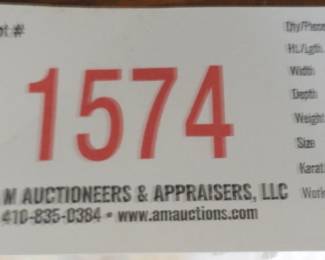 ot #
1574
M AUCTIONEERS & APPRAISERS, LLC
410-835-0384 • www.amauctions.com
Qty/Piece
Ht./Lgth.
Width
Depth
Weight
Size
Karat
Work